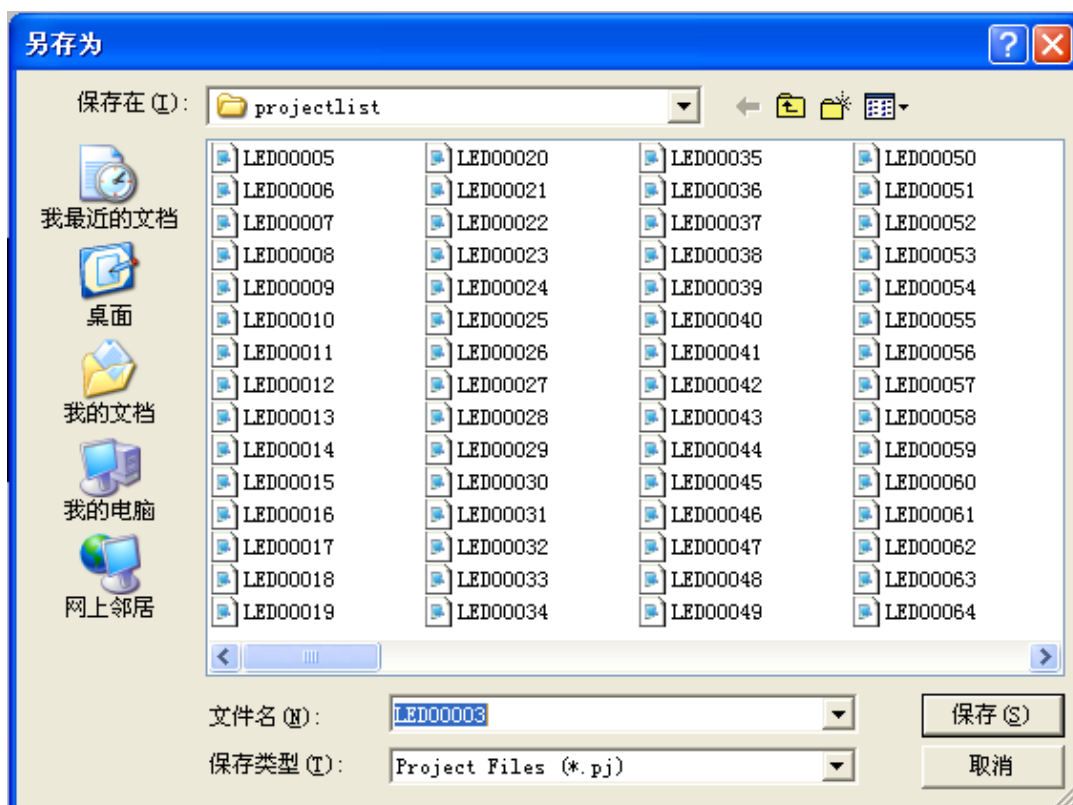 另存为
保存在(I):
projectlist
我最近的文档
桌面
我的文档
我的电脑
网上邻居
LED00005 LED00020 LED00035 LED00050
LED00006 LED00021 LED00036 LED00051
LED00007 LED00022 LED00037 LED00052
LED00008 LED00023 LED00038 LED00053
LED00009 LED00024 LED00039 LED00054
LED00010 LED00025 LED00040 LED00055
LED00011 LED00026 LED00041 LED00056
LED00012 LED00027 LED00042 LED00057
LED00013 LED00028 LED00043 LED00058
LED00014 LED00029 LED00044 LED00059
LED00015 LED00030 LED00045 LED00060
LED00016 LED00031 LED00046 LED00061
LED00017 LED00032 LED00047 LED00062
LED00018 LED00033 LED00048 LED00063
LED00019 LED00034 LED00049 LED00064
文件名(N): LED00003 保存(S)
保存类型(T): Project Files (*.pj) 取消